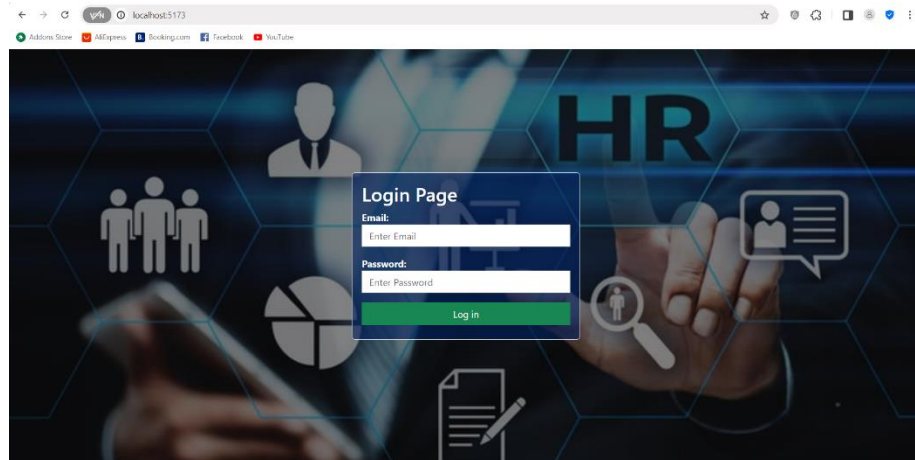 VPN localhost:5173
Addons Store AliExpress B. Booking.com Facebook YouTube
HR
Login Page
Email:
Enter Email
Password:
Enter Password
Log in